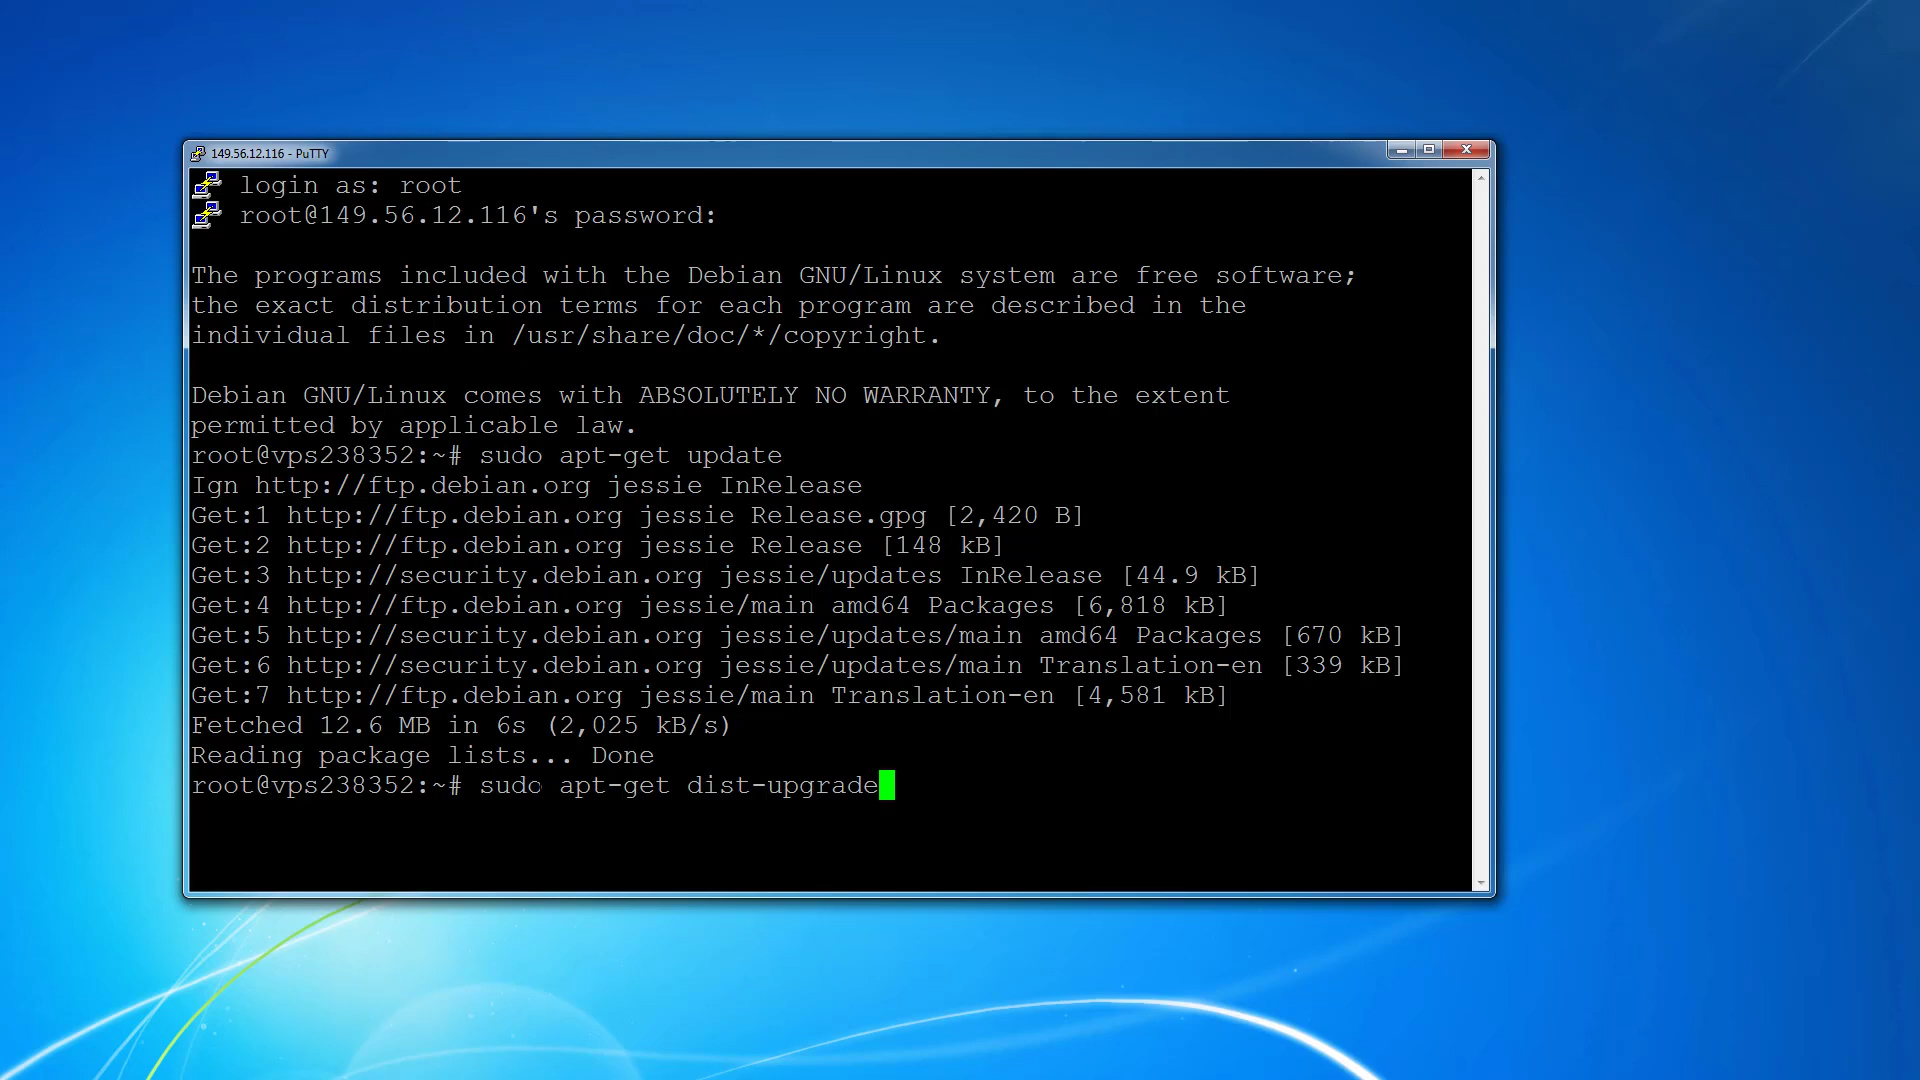 149.56.12.116 - PuTTY
login as: root
root@149.56.12.116's password:
The programs included with the Debian GNU/Linux system are free software;
the exact distribution terms for each program are described in the
individual files in /usr/share/doc/*/copyright.
Debian GNU/Linux comes with ABSOLUTELY NO WARRANTY, to the extent
permitted by applicable law.
root@vps238352:~# sudo apt-get update
Ign http://ftp.debian.org jessie InRelease
Get:1 http://ftp.debian.org jessie Release.gpg [2,420 B]
Get:2 http://ftp.debian.org jessie Release [148 kB]
Get:3 http://security.debian.org jessie/updates InRelease [44.9 kB]
Get:4 http://ftp.debian.org jessie/main amd64 Packages [6,818 kB]
Get:5 http://security.debian.org jessie/updates/main amd64 Packages [670 kB]
Get:6 http://security.debian.org jessie/updates/main Translation-en [339 kB]
Get:7 http://ftp.debian.org jessie/main Translation-en [4,581 kB]
Fetched 12.6 MB in 6s (2,025 kB/s)
Reading package lists... Done
root@vps238352:~# sudo apt-get dist-upgrade